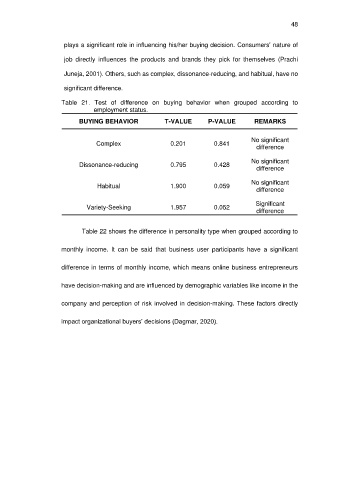 48
plays a significant role in influencing his/her buying decision. Consumers' nature of
job directly influences the products and brands they pick for themselves (Prachi
Juneja, 2001). Others, such as complex, dissonance-reducing, and habitual, have no
significant difference.
Table 21. Test of difference on buying behavior when grouped according to
employment status.
BUYING BEHAVIOR T-VALUE P-VALUE REMARKS
Complex 0.201 0.841 No significant
difference
Dissonance-reducing 0.795 0.428 No significant
difference
Habitual 1.900 0.059 No significant
difference
Variety-Seeking 1.957 0.052 Significant
difference
Table 22 shows the difference in personality type when grouped according to
monthly income. It can be said that business user participants have a significant
difference in terms of monthly income, which means online business entrepreneurs
have decision-making and are influenced by demographic variables like income in the
company and perception of risk involved in decision-making. These factors directly
impact organizational buyers' decisions (Dagmar, 2020).